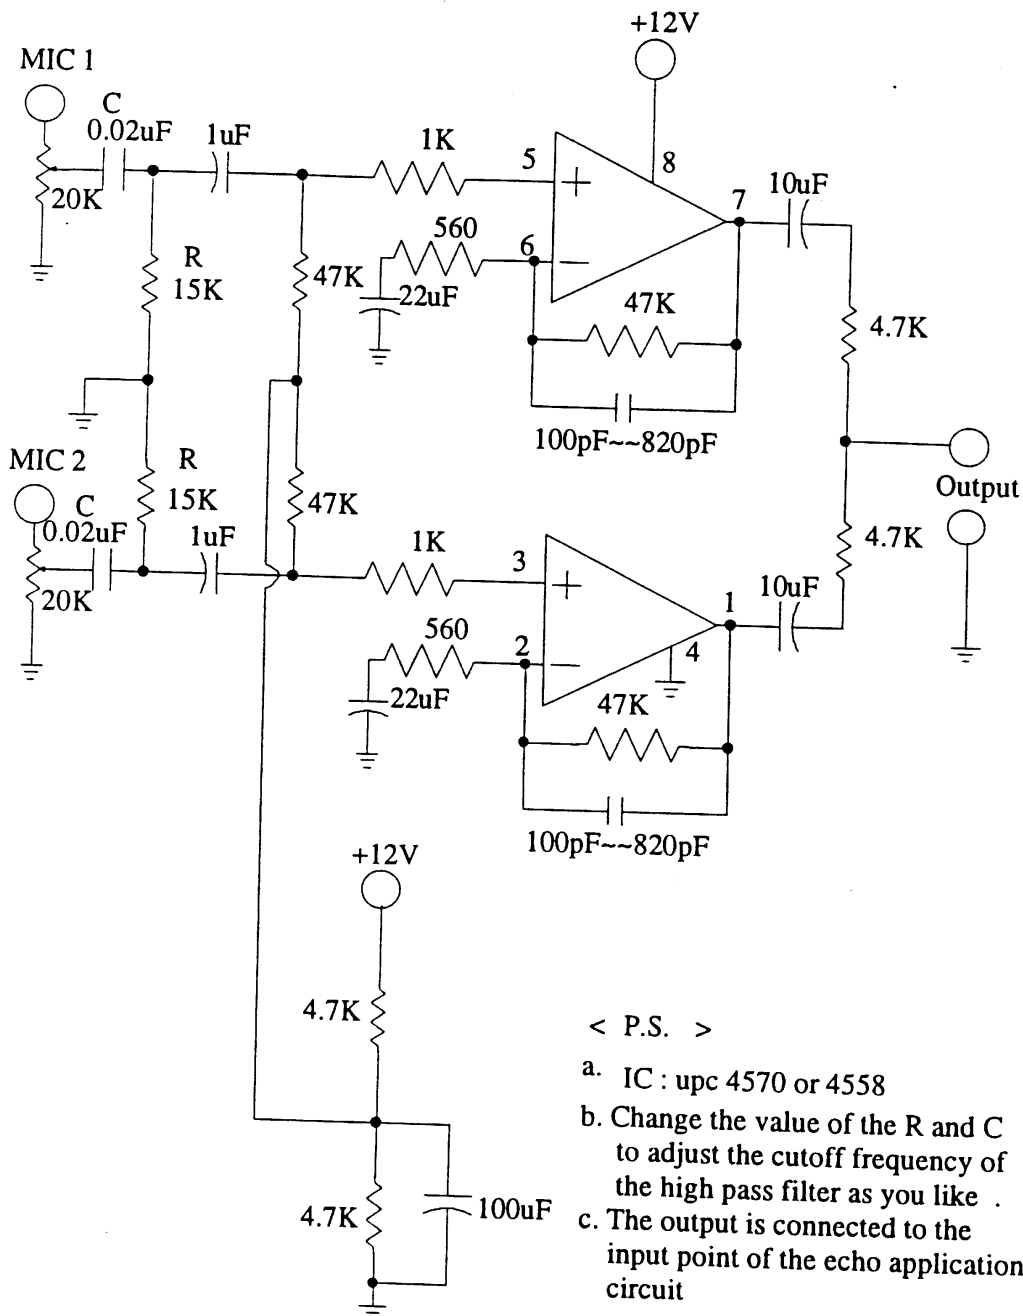 +12V
MIC 1
C
0.02uF
1uF
1K
5
8
10uF
7
20K
560
6
R
15K
47K
22uF
47K
4.7K
100pF~~820pF
MIC 2
R
C
15K
47K
Output
0.02uF
1uF
1K
3
4.7K
10uF
1
20K
560
2
4
22uF
47K
100pF~~820pF
+12V
4.7K
< P.S. >
a. IC : upc 4570 or 4558
b. Change the value of the R and C
to adjust the cutoff frequency of
the high pass filter as you like .
4.7K
100uF
c. The output is connected to the
input point of the echo application
circuit